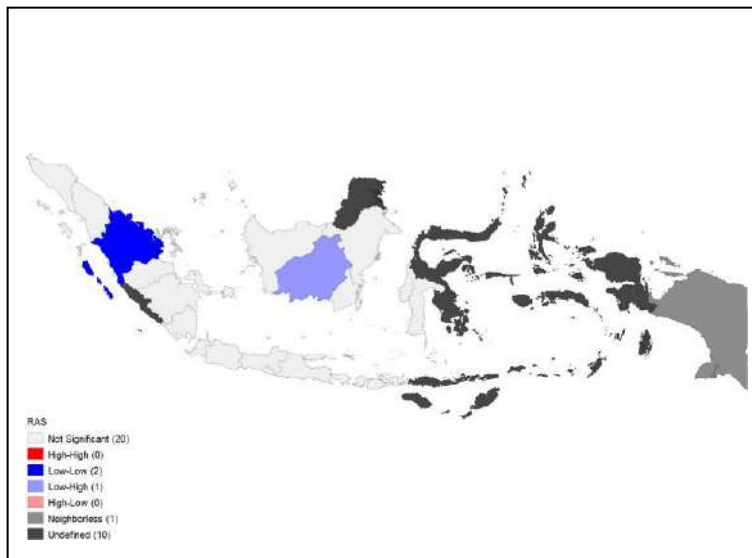 RAS
Not Significant (20)
High-High (0)
Low-Low (2)
Low-High (1)
High-Low (0)
Neighborless (1)
Undefined (10)